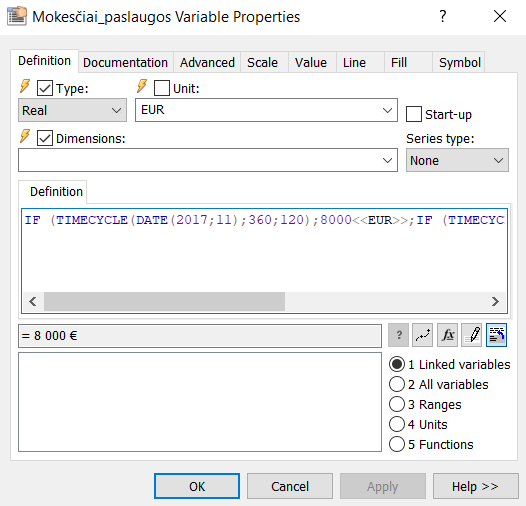 Mokesčiai_paslaugos Variable Properties
Definition Documentation Advanced Scale Value Line Fill Symbol
Type: Unit:
Real EUR Start-up
Dimensions: Series type:
None
Definition
IF (TIMECYCLE(DATE(2017;11);360;120);8000<<EUR>>;IF (TIMECYC
= 8 000 €
? fx
1 Linked variables
2 All variables
3 Ranges
4 Units
5 Functions
OK Cancel Apply Help >>